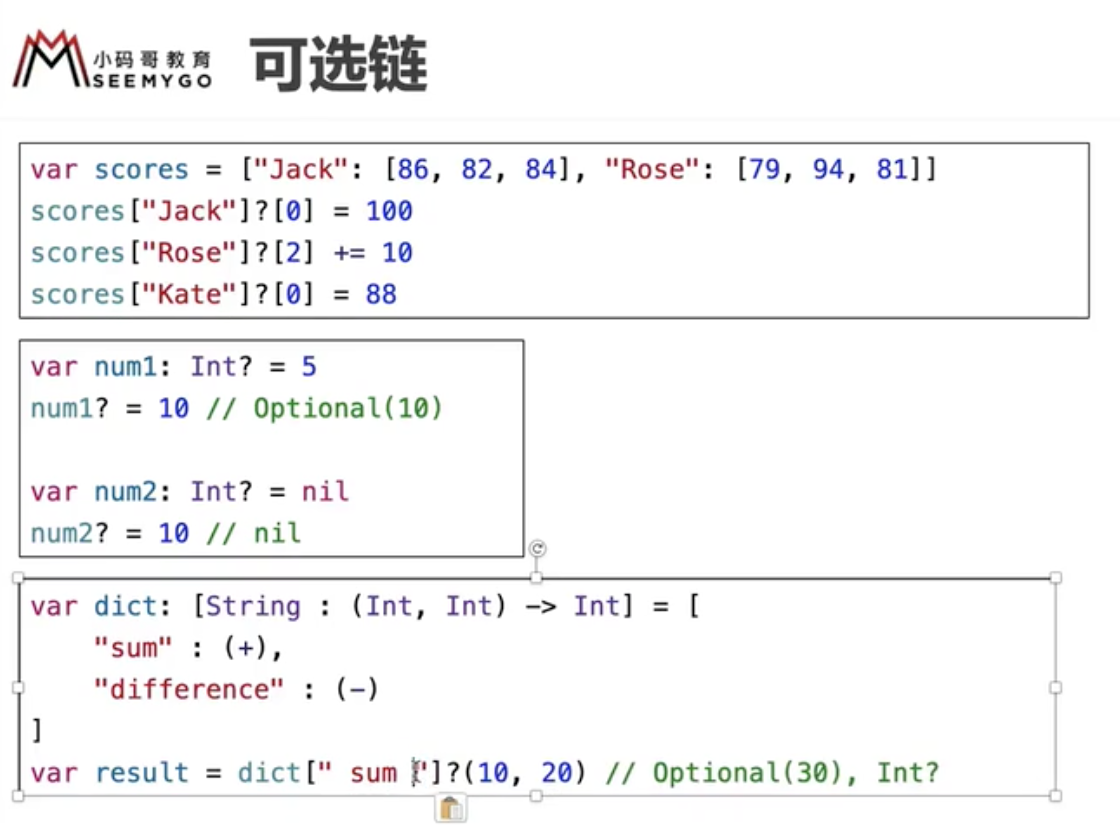 小码哥教育
SEEMYGO
可选链
var scores = ["Jack": [86, 82, 84], "Rose": [79, 94, 81]]
scores["Jack"]?[0] = 100
scores["Rose"]?[2] += 10
scores["Kate"]?[0] = 88
var num1: Int? = 5
num1? = 10 // Optional(10)
var num2: Int? = nil
num2? = 10 // nil
var dict: [String : (Int, Int) -> Int] = [
    "sum" : (+),
    "difference" : (-)
]
var result = dict[" sum "]?(10, 20) // Optional(30), Int?